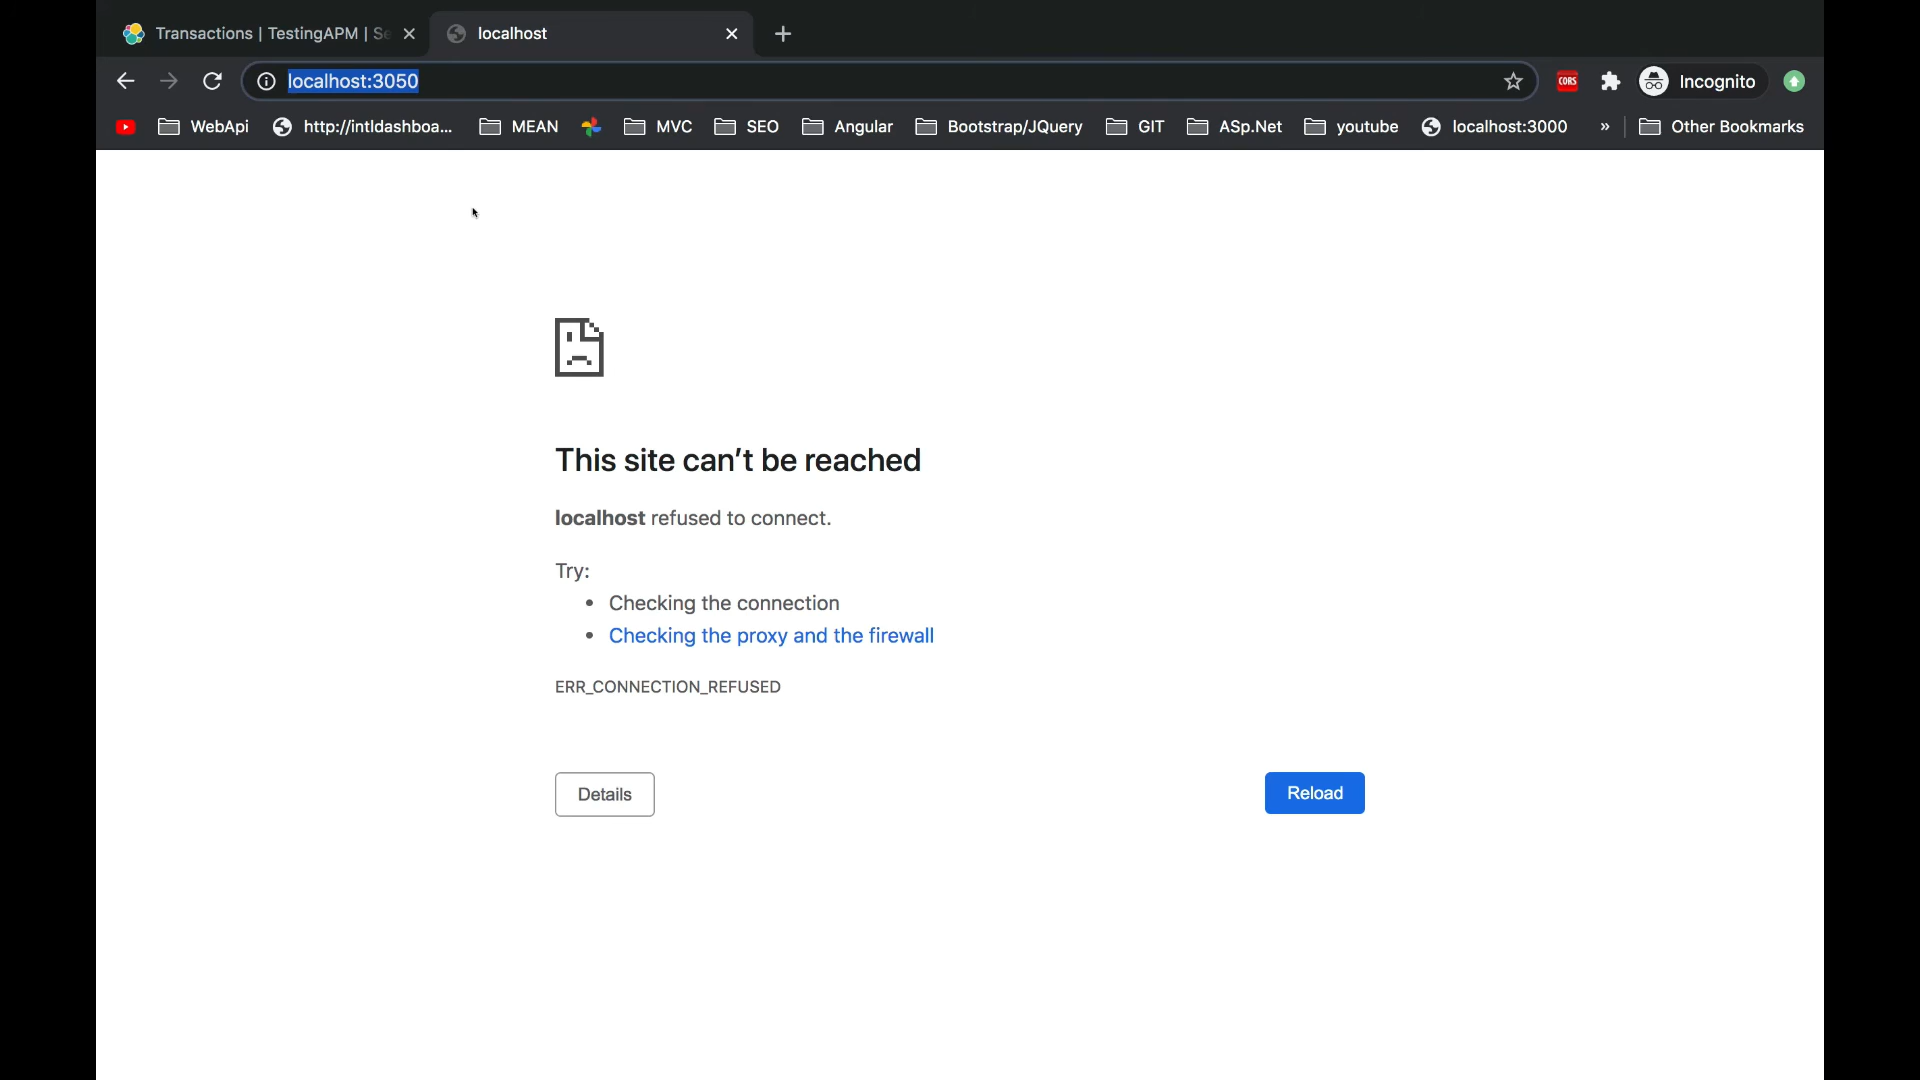 Transactions | TestingAPM | Se
localhost
localhost:3050
CORS
Incognito
WebApi
http://intldashboa...
MEAN
MVC
SEO
Angular
Bootstrap/JQuery
GIT
ASp.Net
youtube
localhost:3000
»
Other Bookmarks
This site can't be reached
localhost refused to connect.
Try:
• Checking the connection
• Checking the proxy and the firewall
ERR_CONNECTION_REFUSED
Details
Reload